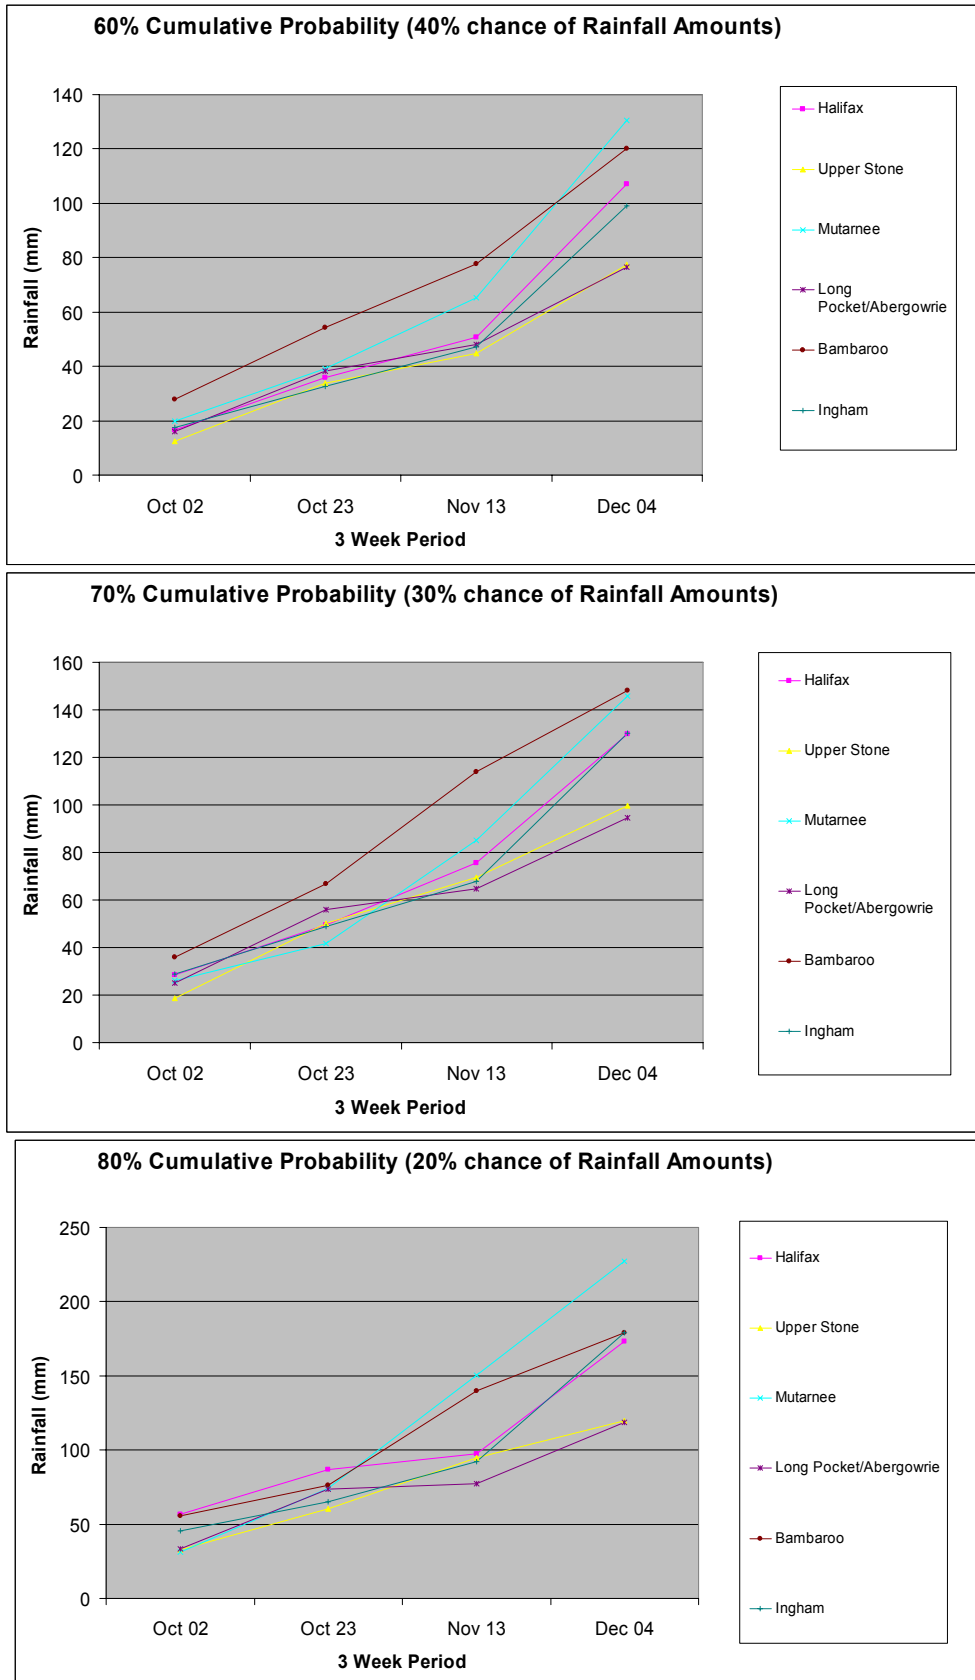 60% Cumulative Probability (40% chance of Rainfall Amounts)
140
120
100
80
60
40
20
0
Rainfall (mm)
Oct 02 Oct 23 Nov 13 Dec 04
3 Week Period
Halifax
Upper Stone
Mutarnee
Long
Pocket/Abergowrie
Bambaroo
Ingham
70% Cumulative Probability (30% chance of Rainfall Amounts)
160
140
120
100
80
60
40
20
0
Rainfall (mm)
Oct 02 Oct 23 Nov 13 Dec 04
3 Week Period
Halifax
Upper Stone
Mutarnee
Long
Pocket/Abergowrie
Bambaroo
Ingham
80% Cumulative Probability (20% chance of Rainfall Amounts)
250
200
150
100
50
0
Rainfall (mm)
Oct 02 Oct 23 Nov 13 Dec 04
3 Week Period
Halifax
Upper Stone
Mutarnee
Long Pocket/Abergowrie
Bambaroo
Ingham